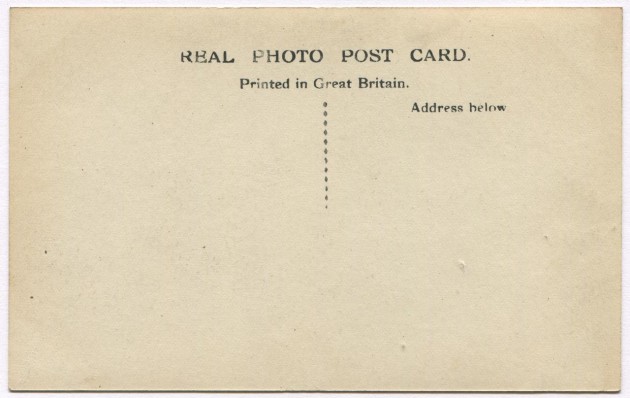 REAL PHOTO POST CARD.
Printed in Great Britain.
Address below